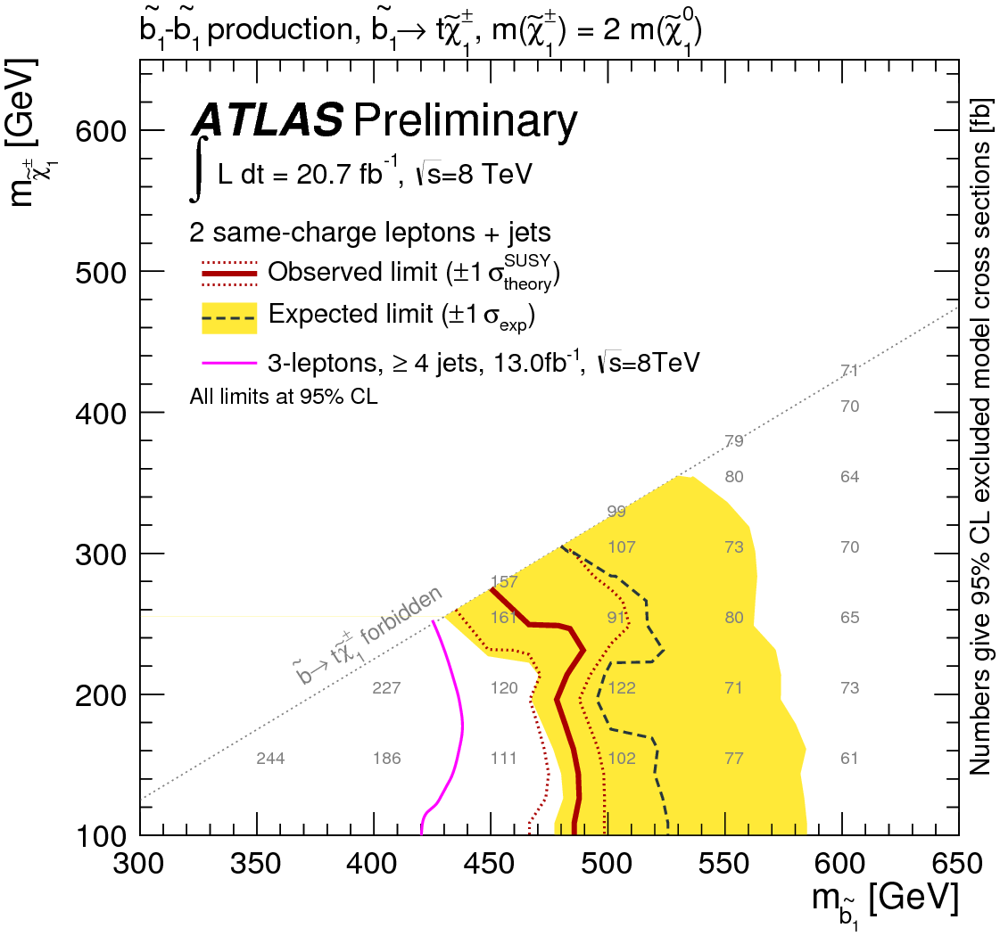 b̃₁-b̃₁ production, b̃₁→ tχ̃₁±, m(χ̃₁±) = 2 m(χ̃₁⁰)
m χ̃₁± [GeV]
ATLAS Preliminary
∫ L dt = 20.7 fb⁻¹, √s=8 TeV
2 same-charge leptons + jets
Observed limit (±1 σ SUSY theory)
Expected limit (±1 σ exp)
3-leptons, ≥ 4 jets, 13.0fb⁻¹, √s=8TeV
All limits at 95% CL
b̃→ tχ̃₁± forbidden
Numbers give 95% CL excluded model cross sections [fb]
600
500
400
300
200
100
71
70
79
80 64
99
107 73 70
157
161 91 80 65
227 120 122 71 73
244 186 111 102 77 61
300 350 400 450 500 550 600 650
m b̃₁ [GeV]